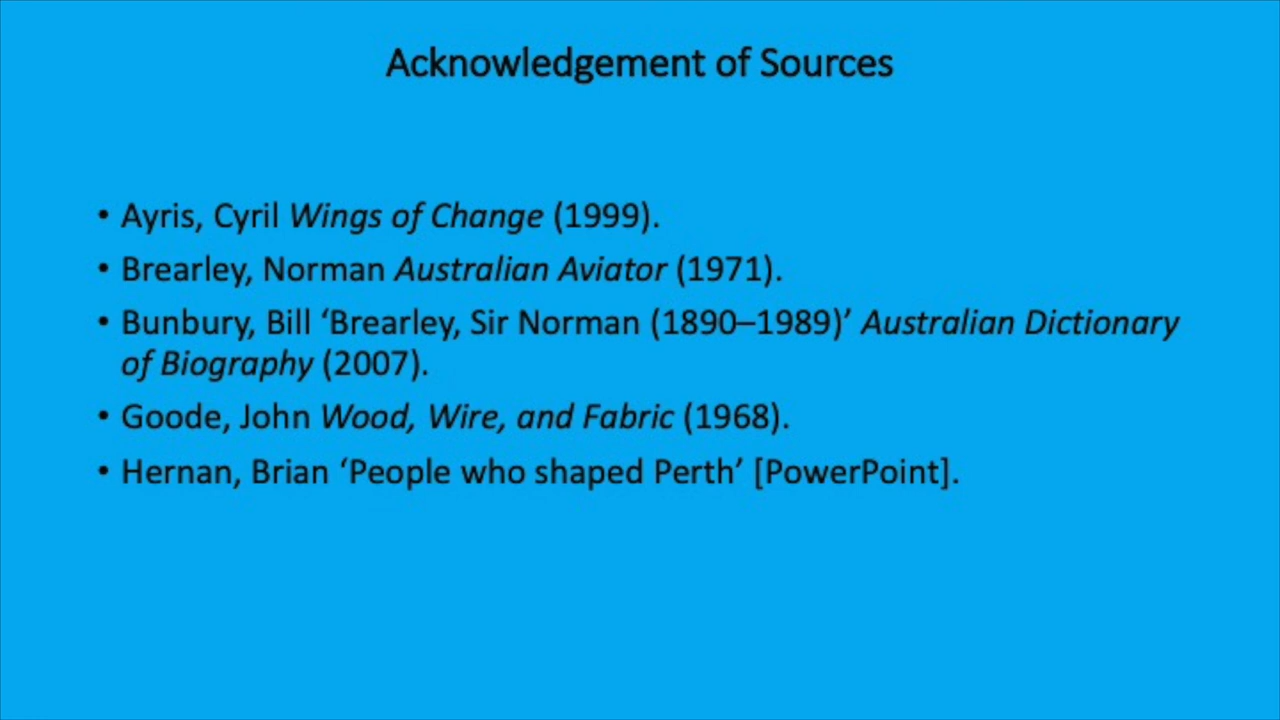 Acknowledgement of Sources
• Ayris, Cyril Wings of Change (1999).
• Brearley, Norman Australian Aviator (1971).
• Bunbury, Bill ‘Brearley, Sir Norman (1890–1989)’ Australian Dictionary
of Biography (2007).
• Goode, John Wood, Wire, and Fabric (1968).
• Hernan, Brian ‘People who shaped Perth’ [PowerPoint].